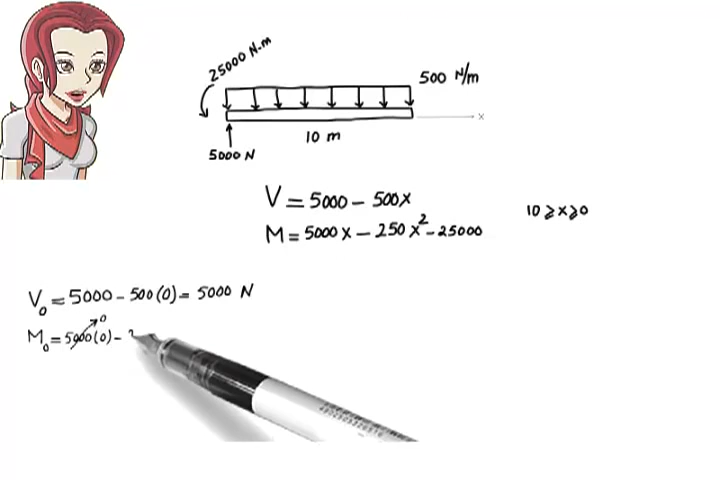 25000 N-m
500 N/m
x
10 m
5000 N
V = 5000 - 500x
M = 5000x - 250x² - 25000
10 ≥ x ≥ 0
V₀ = 5000 - 500(0) = 5000 N
0
M₀ = 5000(0) -